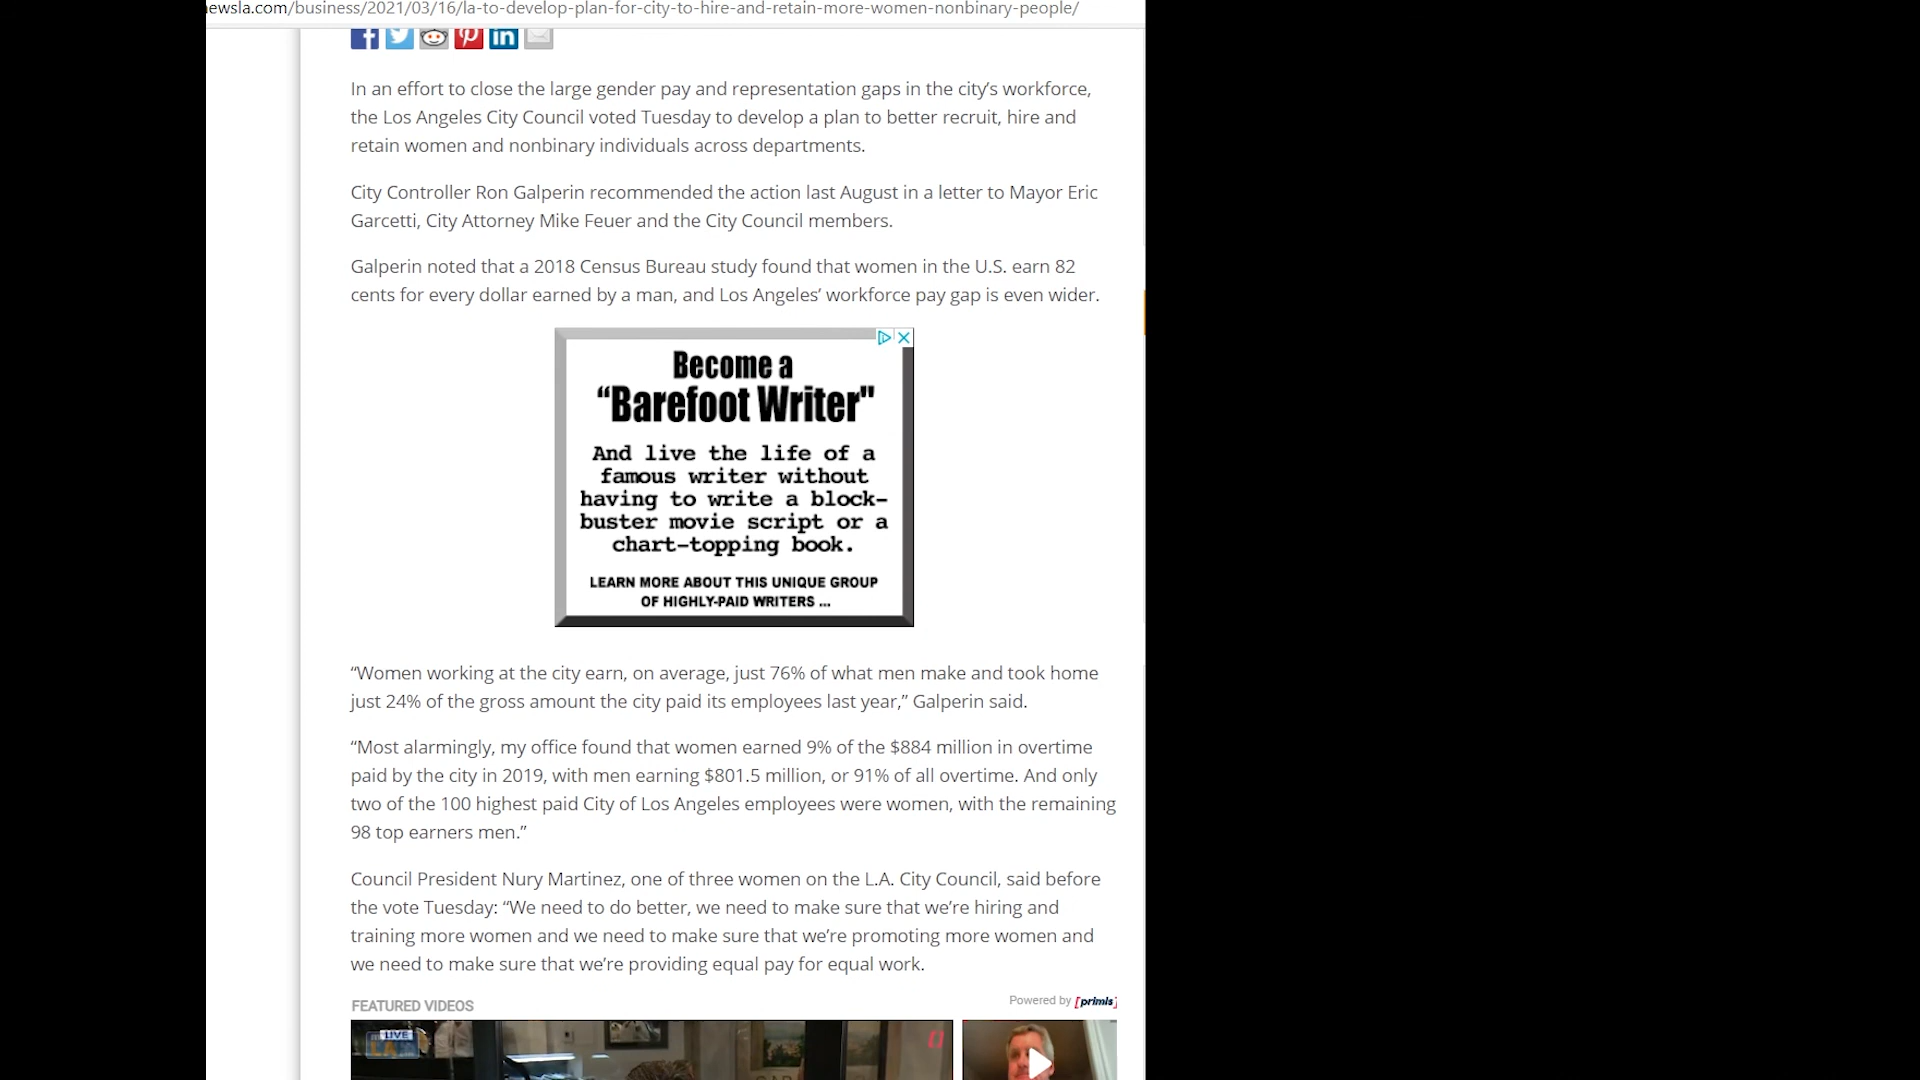 newsla.com/business/2021/03/16/la-to-develop-plan-for-city-to-hire-and-retain-more-women-nonbinary-people/
In an effort to close the large gender pay and representation gaps in the city’s workforce,
the Los Angeles City Council voted Tuesday to develop a plan to better recruit, hire and
retain women and nonbinary individuals across departments.
City Controller Ron Galperin recommended the action last August in a letter to Mayor Eric
Garcetti, City Attorney Mike Feuer and the City Council members.
Galperin noted that a 2018 Census Bureau study found that women in the U.S. earn 82
cents for every dollar earned by a man, and Los Angeles’ workforce pay gap is even wider.
Become a
“Barefoot Writer"
And live the life of a
famous writer without
having to write a block-
buster movie script or a
chart-topping book.
LEARN MORE ABOUT THIS UNIQUE GROUP
OF HIGHLY-PAID WRITERS ...
“Women working at the city earn, on average, just 76% of what men make and took home
just 24% of the gross amount the city paid its employees last year,” Galperin said.
“Most alarmingly, my office found that women earned 9% of the $884 million in overtime
paid by the city in 2019, with men earning $801.5 million, or 91% of all overtime. And only
two of the 100 highest paid City of Los Angeles employees were women, with the remaining
98 top earners men.”
Council President Nury Martinez, one of three women on the L.A. City Council, said before
the vote Tuesday: “We need to do better, we need to make sure that we’re hiring and
training more women and we need to make sure that we’re promoting more women and
we need to make sure that we’re providing equal pay for equal work.
FEATURED VIDEOS
Powered by [primis]
LIVE
LA